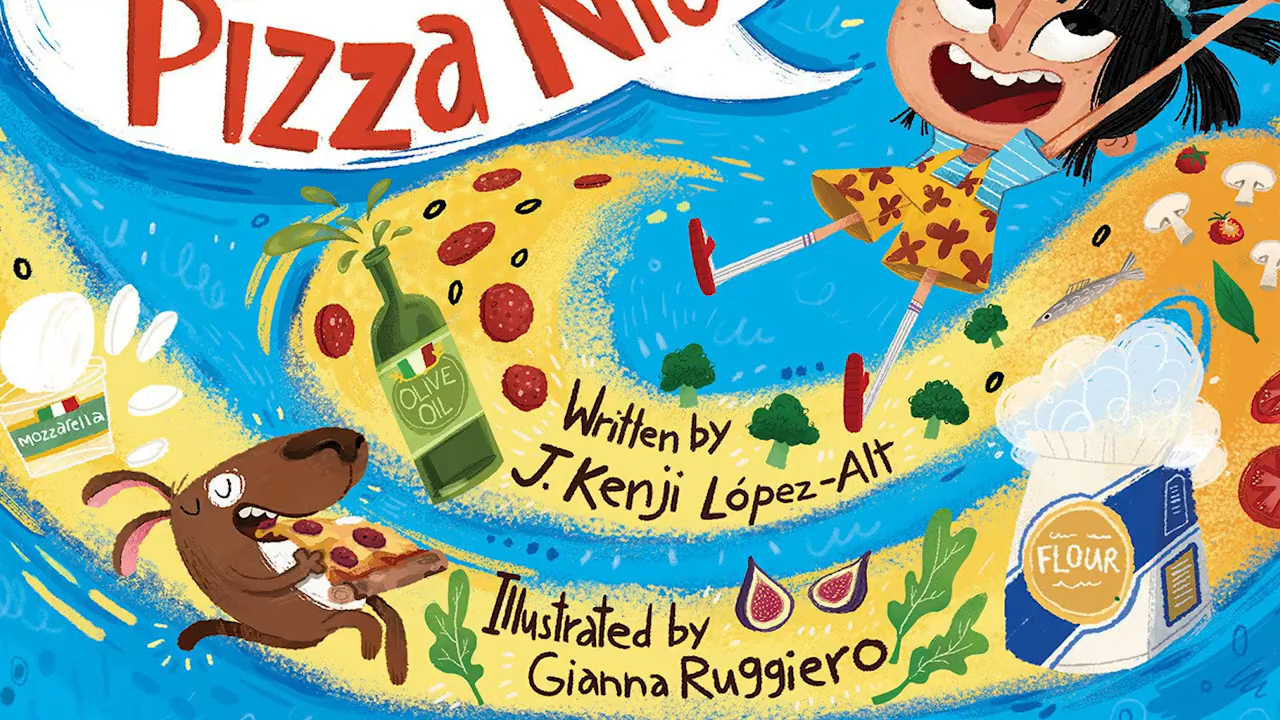 Pizza
Mozzarella
OLIVE
OIL
Written by
J. Kenji López-Alt
FLOUR
Illustrated by
Gianna Ruggiero